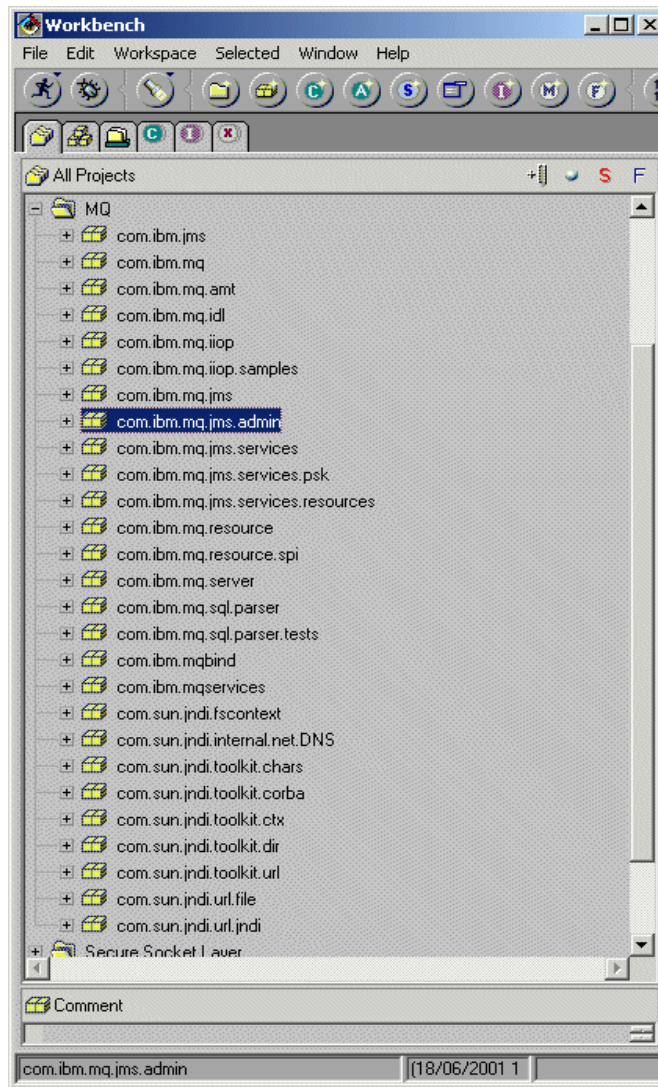 Workbench
File Edit Workspace Selected Window Help
C A S I M F
C I X
All Projects S F
MQ
com.ibm.jms
com.ibm.mq
com.ibm.mq.amt
com.ibm.mq.idl
com.ibm.mq.iiop
com.ibm.mq.iiop.samples
com.ibm.mq.jms
com.ibm.mq.jms.admin
com.ibm.mq.jms.services
com.ibm.mq.jms.services.psk
com.ibm.mq.jms.services.resources
com.ibm.mq.resource
com.ibm.mq.resource.spi
com.ibm.mq.server
com.ibm.mq.sql.parser
com.ibm.mq.sql.parser.tests
com.ibm.mqbind
com.ibm.mqservices
com.sun.jndi.fscontext
com.sun.jndi.internal.net.DNS
com.sun.jndi.toolkit.chars
com.sun.jndi.toolkit.corba
com.sun.jndi.toolkit.ctx
com.sun.jndi.toolkit.dir
com.sun.jndi.toolkit.url
com.sun.jndi.url.file
com.sun.jndi.url.jndi
Secure Socket Layer
Comment
com.ibm.mq.jms.admin (18/06/2001 1